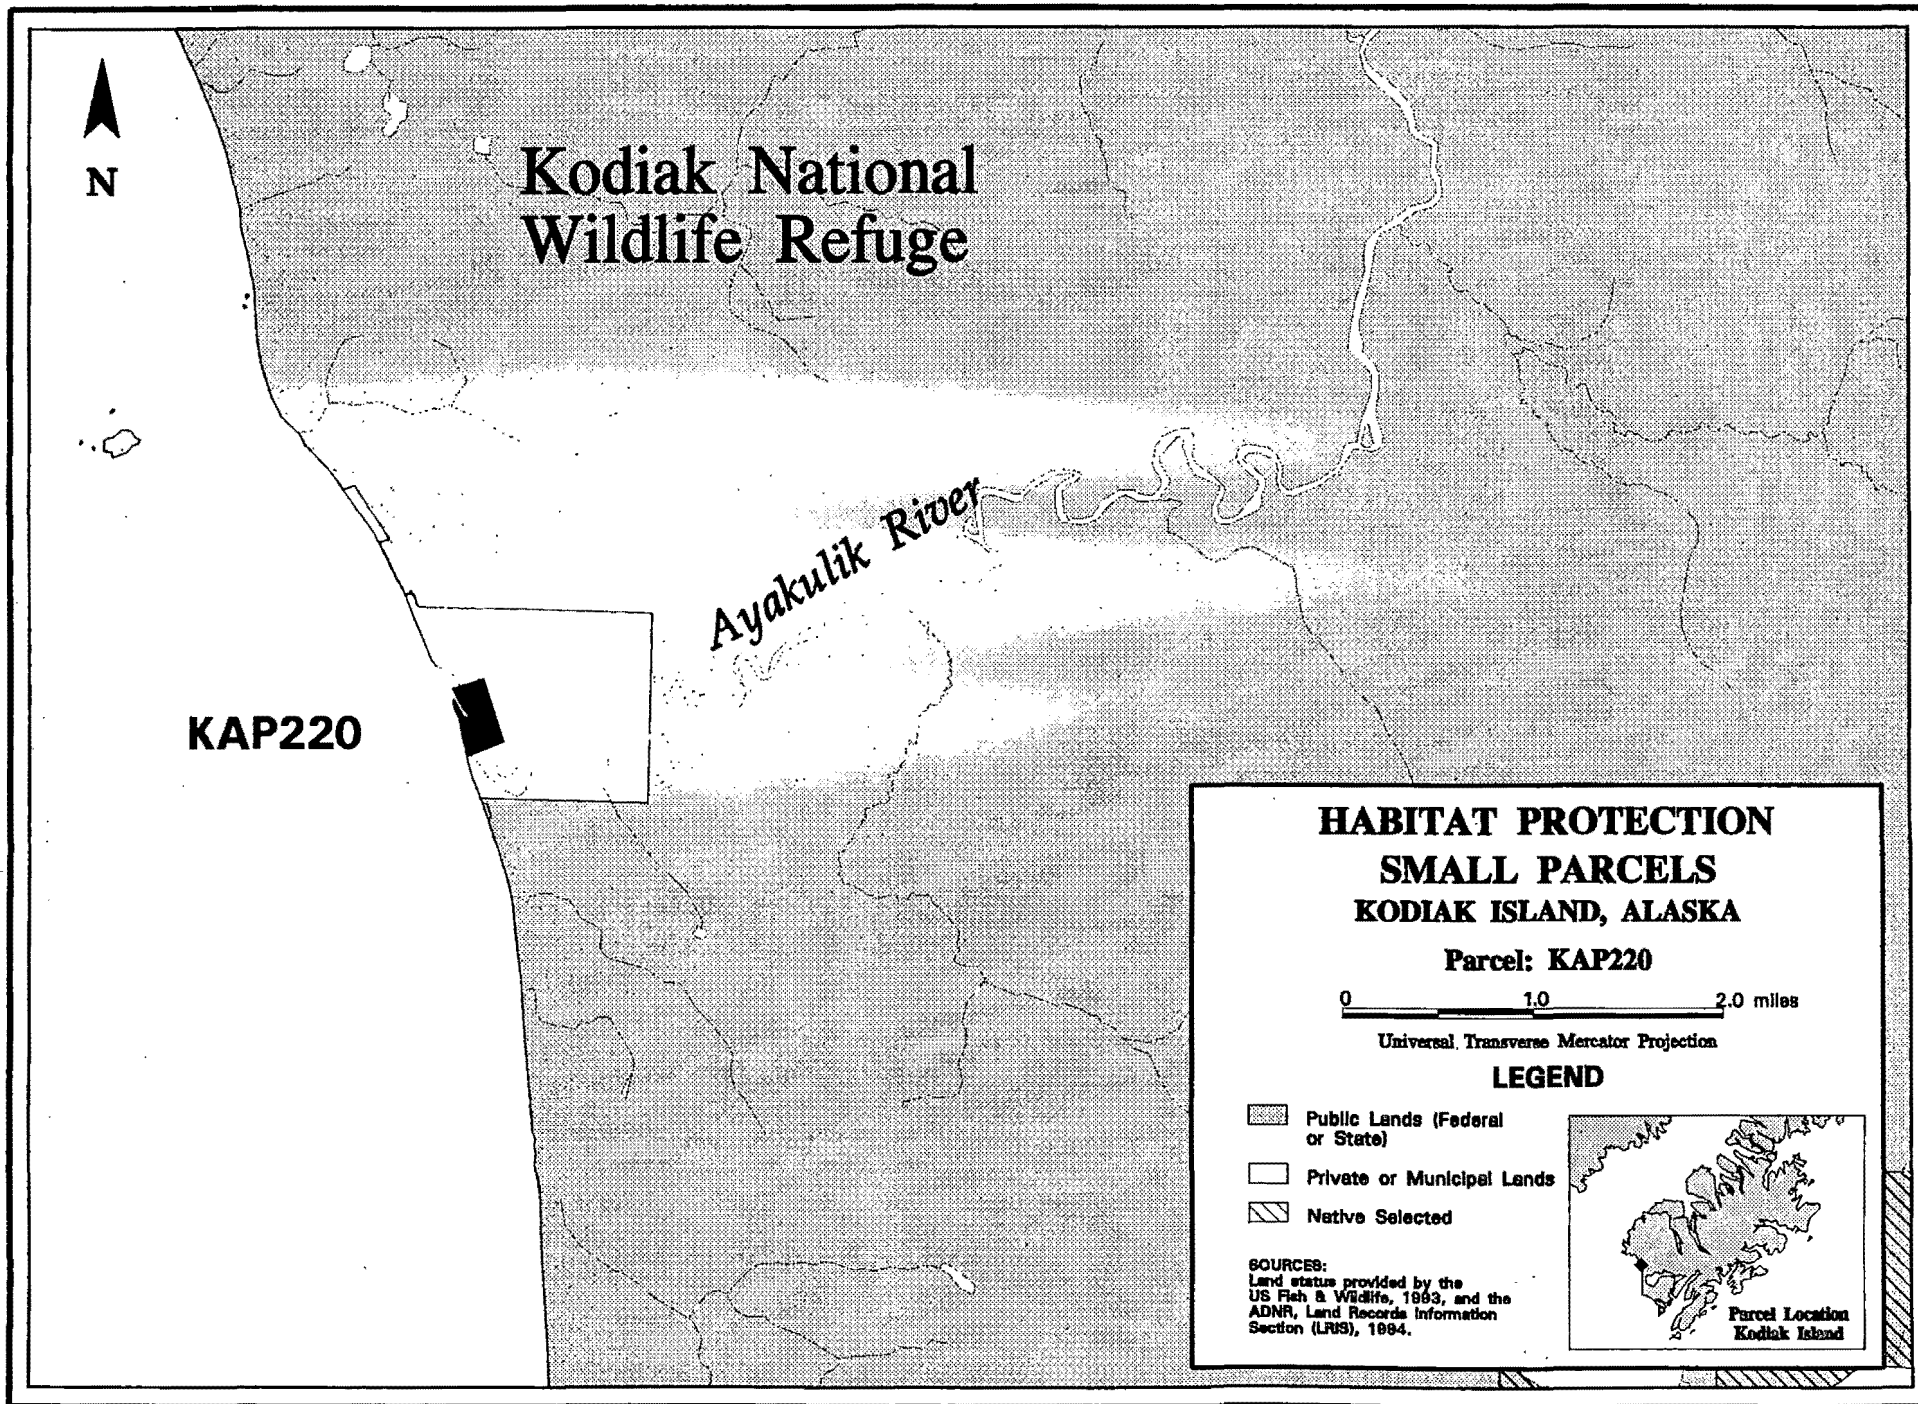 N
Kodiak National
Wildlife Refuge
Ayakulik River
KAP220
HABITAT PROTECTION
SMALL PARCELS
KODIAK ISLAND, ALASKA
Parcel: KAP220
0 1.0 2.0 miles
Universal Transverse Mercator Projection
LEGEND
Public Lands (Federal
or State)
Private or Municipal Lands
Native Selected
SOURCES:
Land status provided by the
US Fish & Wildlife, 1993, and the
ADNR, Land Records Information
Section (LRIS), 1994.
Parcel Location
Kodiak Island